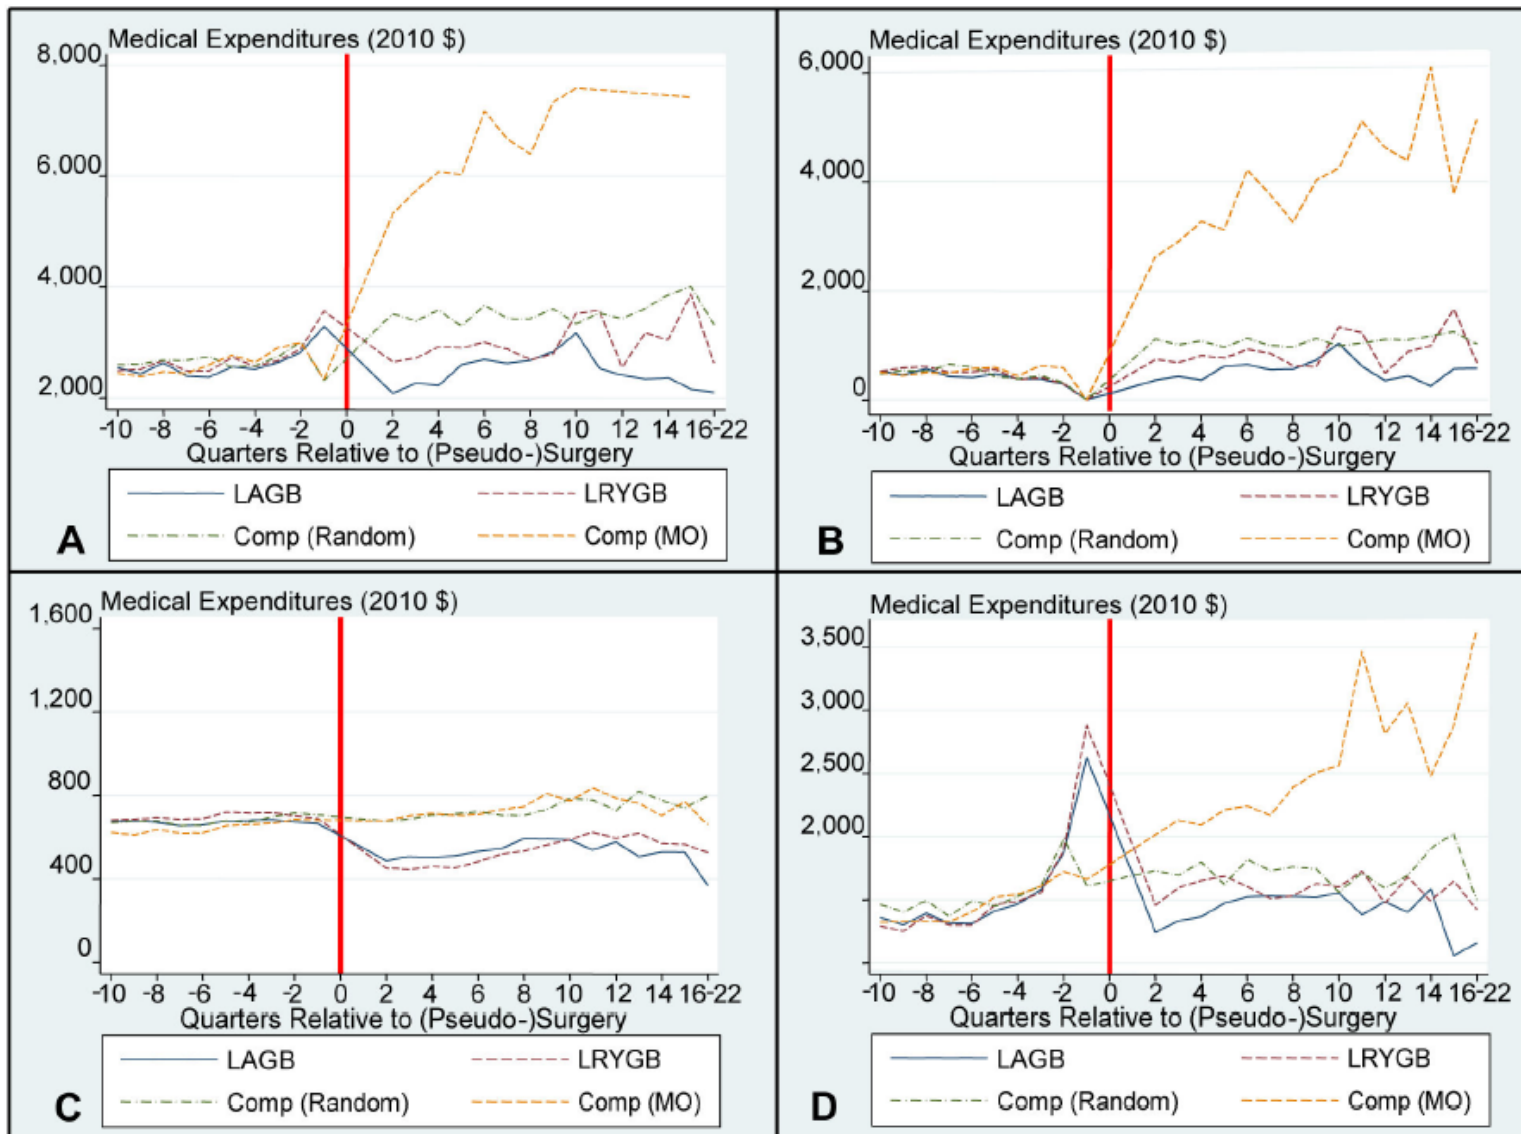 Medical Expenditures (2010 $)
8,000
6,000
4,000
2,000
-10 -8 -6 -4 -2 0 2 4 6 8 10 12 14 16-22
Quarters Relative to (Pseudo-)Surgery
LAGB LRYGB
Comp (Random) Comp (MO)
A
Medical Expenditures (2010 $)
6,000
4,000
2,000
0
-10 -8 -6 -4 -2 0 2 4 6 8 10 12 14 16-22
Quarters Relative to (Pseudo-)Surgery
LAGB LRYGB
Comp (Random) Comp (MO)
B
Medical Expenditures (2010 $)
1,600
1,200
800
400
0
-10 -8 -6 -4 -2 0 2 4 6 8 10 12 14 16-22
Quarters Relative to (Pseudo-)Surgery
LAGB LRYGB
Comp (Random) Comp (MO)
C
Medical Expenditures (2010 $)
3,500
3,000
2,500
2,000
-10 -8 -6 -4 -2 0 2 4 6 8 10 12 14 16-22
Quarters Relative to (Pseudo-)Surgery
LAGB LRYGB
Comp (Random) Comp (MO)
D